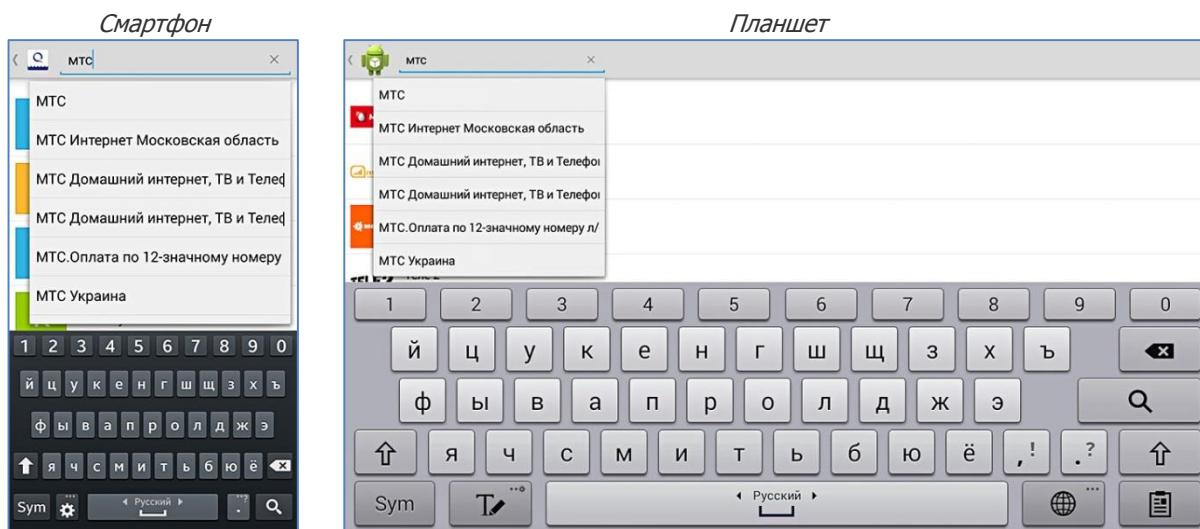 Смартфон
Планшет
мтс
МТС
МТС Интернет Московская область
МТС Домашний интернет, ТВ и Телеф
МТС Домашний интернет, ТВ и Телеф
МТС.Оплата по 12-значному номеру
МТС Украина
1 2 3 4 5 6 7 8 9 0
й ц у к е н г ш щ з х ъ
ф ы в а п р о л д ж э
я ч с м и т ь б ю ё
Sym Русский .
мтс
МТС
МТС Интернет Московская область
МТС Домашний интернет, ТВ и Телефо
МТС Домашний интернет, ТВ и Телефо
МТС.Оплата по 12-значному номеру л/
МТС Украина
1 2 3 4 5 6 7 8 9 0
й ц у к е н г ш щ з х ъ
ф ы в а п р о л д ж э
я ч с м и т ь б ю ё , ! . ?
Sym T Русский